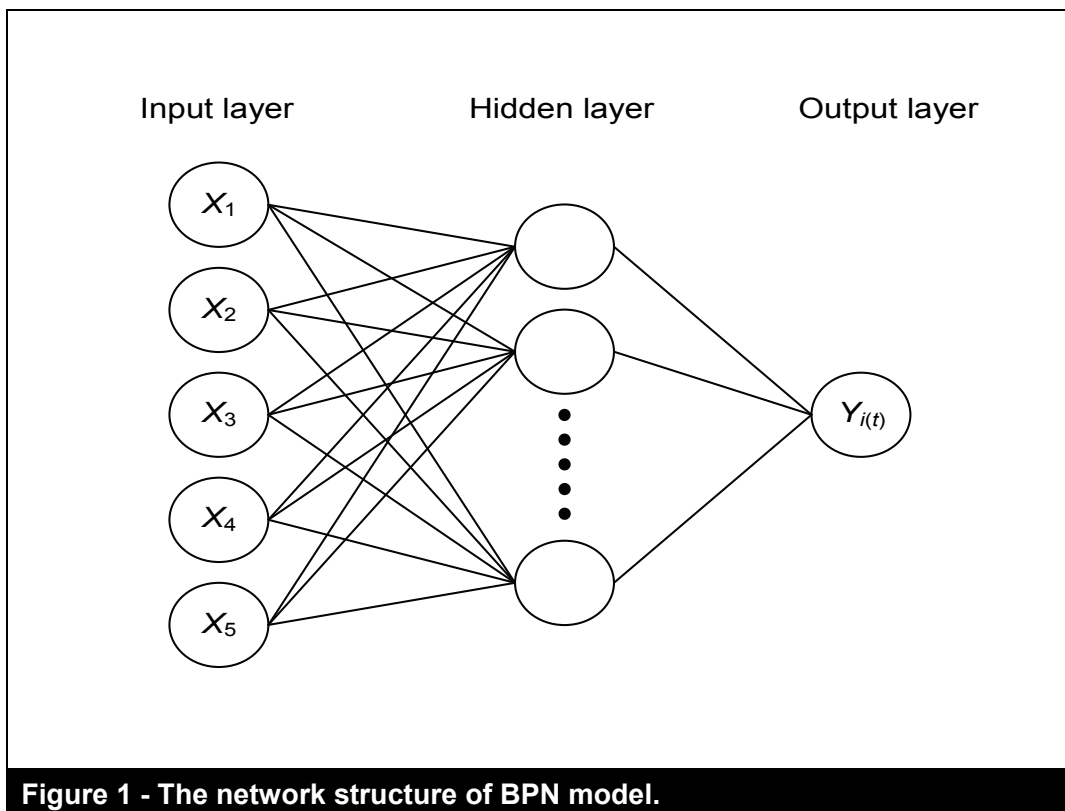 Input layer
Hidden layer
Output layer
X1
X2
X3
X4
X5
Yi(t)
Figure 1 - The network structure of BPN model.